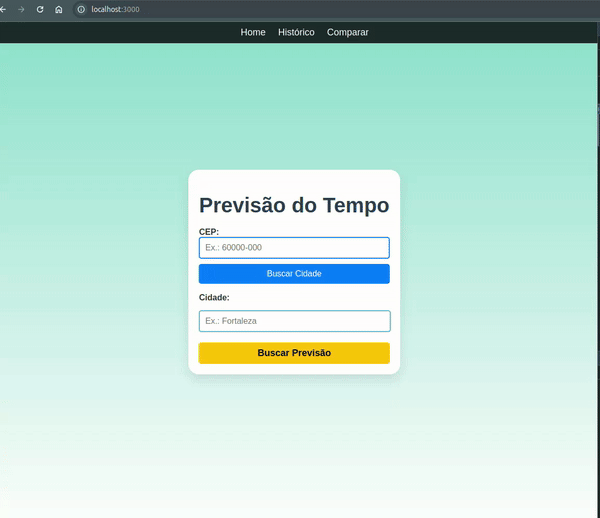 localhost:3000
Home Histórico Comparar
Previsão do Tempo
CEP:
Ex.: 60000-000
Buscar Cidade
Cidade:
Ex.: Fortaleza
Buscar Previsão